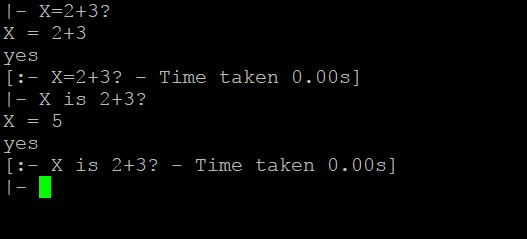 |- X=2+3?
X = 2+3
yes
[:- X=2+3? - Time taken 0.00s]
|- X is 2+3?
X = 5
yes
[:- X is 2+3? - Time taken 0.00s]
|-